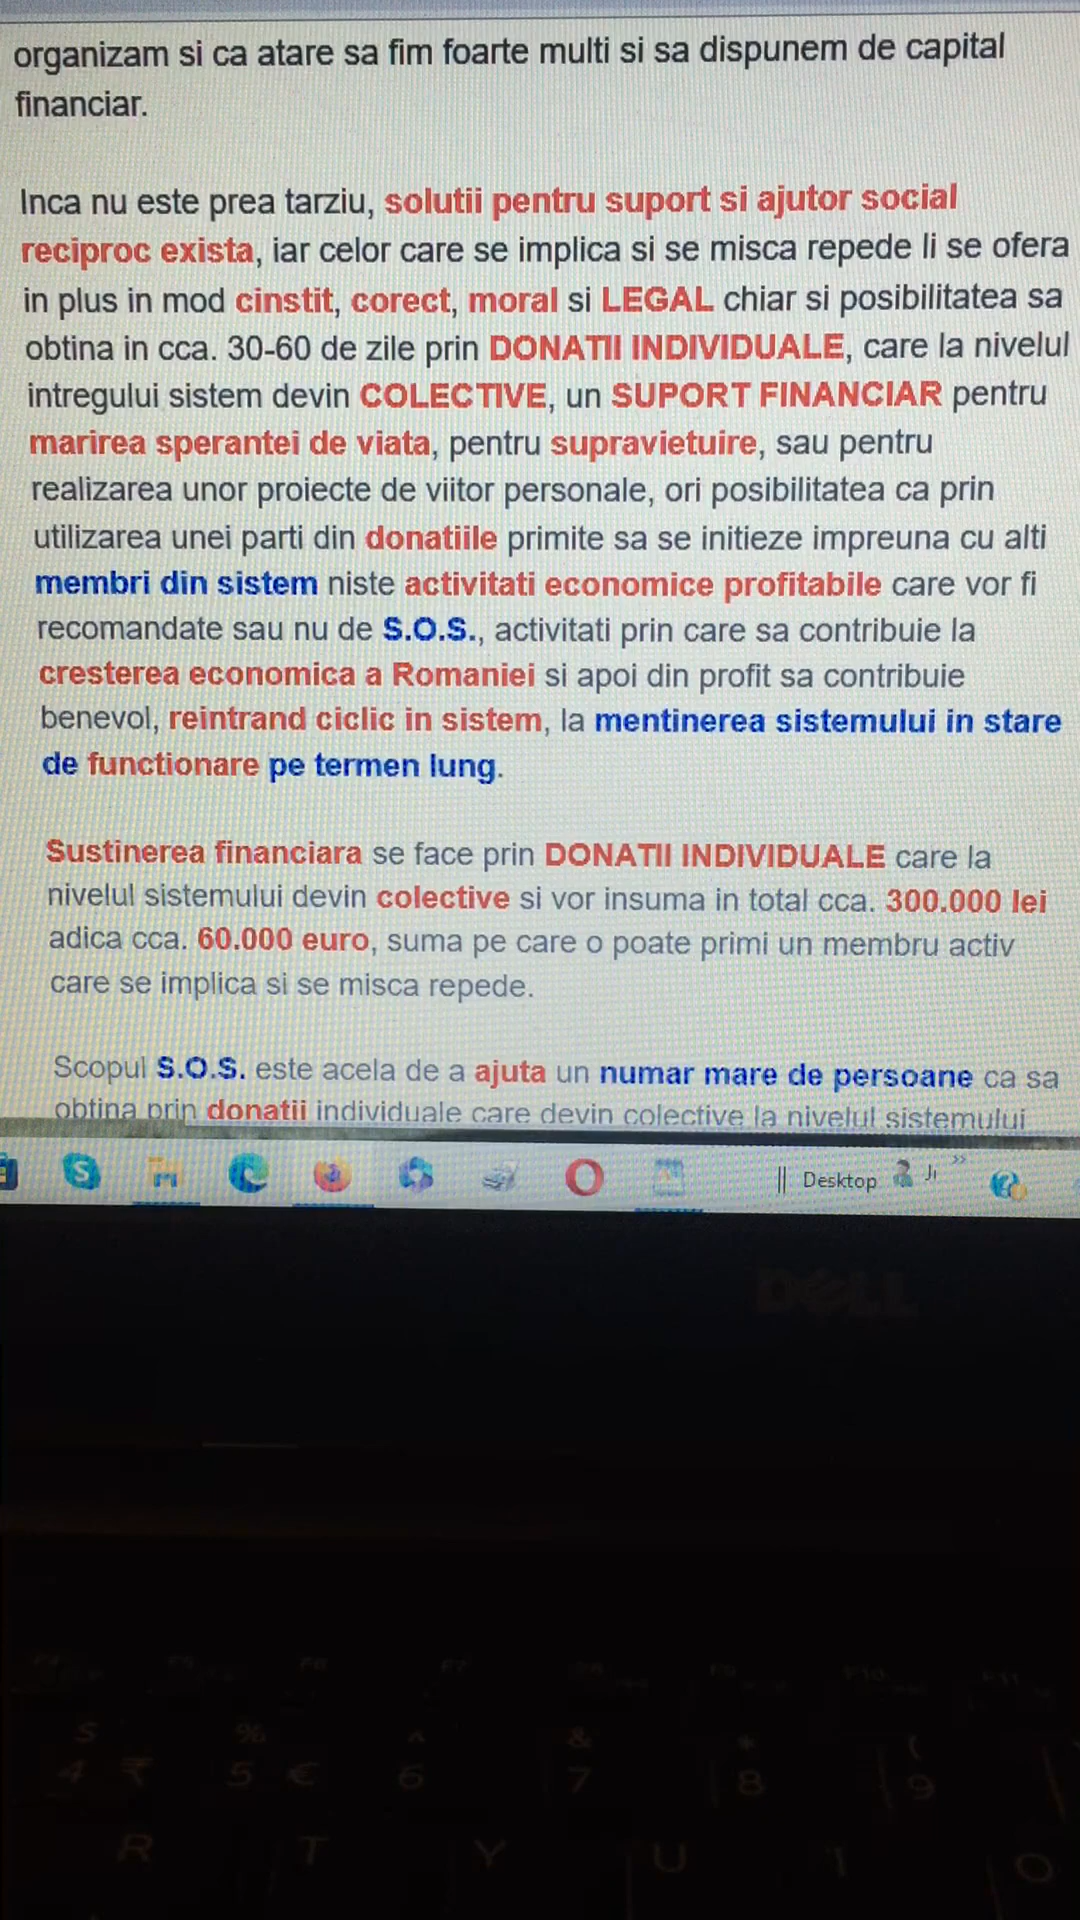 organizam si ca atare sa fim foarte multi si sa dispunem de capital
financiar.
Inca nu este prea tarziu, solutii pentru suport si ajutor social
reciproc exista, iar celor care se implica si se misca repede li se ofera
in plus in mod cinstit, corect, moral si LEGAL chiar si posibilitatea sa
obtina in cca. 30-60 de zile prin DONATII INDIVIDUALE, care la nivelul
intregului sistem devin COLECTIVE, un SUPORT FINANCIAR pentru
marirea sperantei de viata, pentru supravietuire, sau pentru
realizarea unor proiecte de viitor personale, ori posibilitatea ca prin
utilizarea unei parti din donatiile primite sa se initieze impreuna cu alti
membri din sistem niste activitati economice profitabile care vor fi
recomandate sau nu de S.O.S., activitati prin care sa contribuie la
cresterea economica a Romaniei si apoi din profit sa contribuie
benevol, reintrand ciclic in sistem, la mentinerea sistemului in stare
de functionare pe termen lung.
Sustinerea financiara se face prin DONATII INDIVIDUALE care la
nivelul sistemului devin colective si vor insuma in total cca. 300.000 lei
adica cca. 60.000 euro, suma pe care o poate primi un membru activ
care se implica si se misca repede.
Scopul S.O.S. este acela de a ajuta un numar mare de persoane ca sa
obtina prin donatii individuale care devin colective la nivelul sistemului
Desktop
DELL
F6 F7
$ % ^ & * (
4 ₹ 5 € 6 7 8 9
R T Y U I O